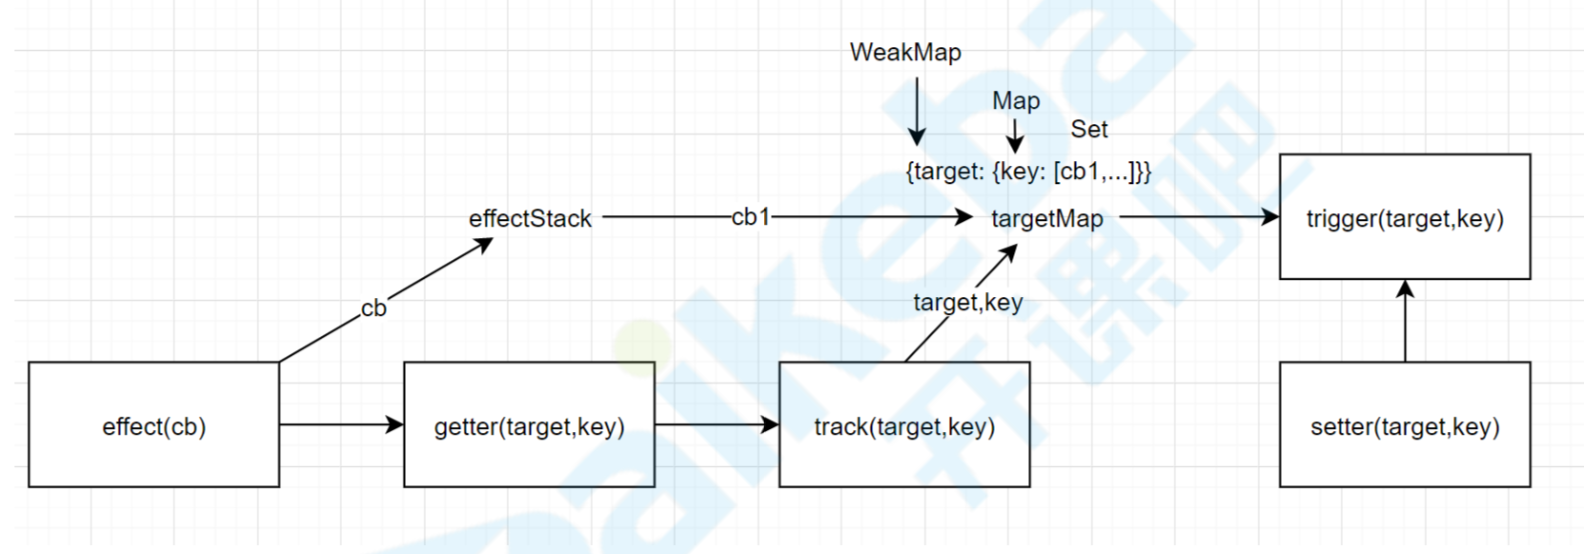 WeakMap
Map
Set
{target: {key: [cb1,...]}}
effectStack
cb1
targetMap
trigger(target,key)
cb
target,key
effect(cb)
getter(target,key)
track(target,key)
setter(target,key)
aikeba
开课吧